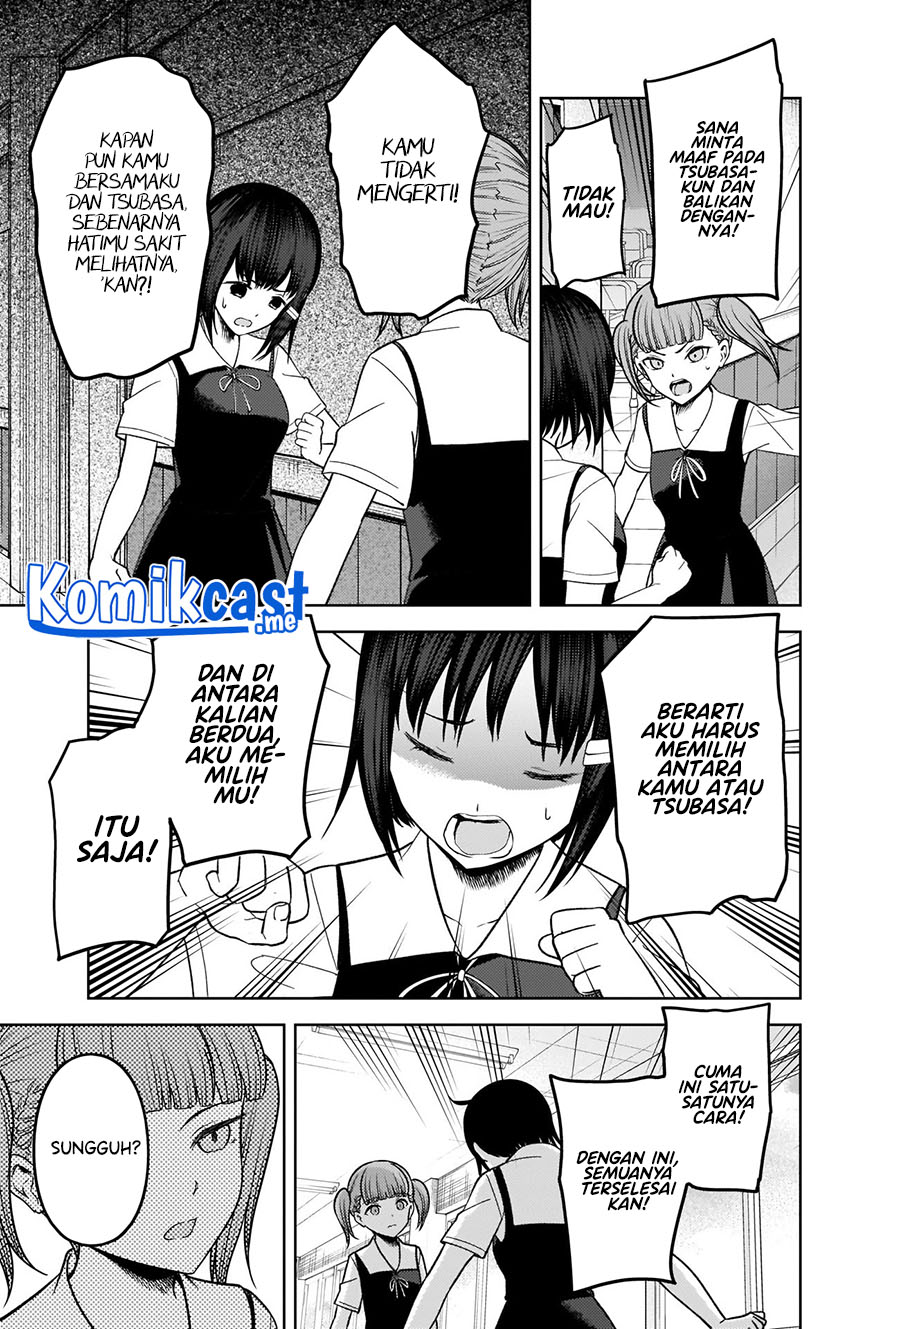 SANA
MINTA
MAAF PADA
TSUBASA-
KUN DAN
BALIKAN
DENGAN-
NYA!
TIDAK
MAU!
KAMU
TIDAK
MENGERTI!
KAPAN
PUN KAMU
BERSAMAKU
DAN TSUBASA,
SEBENARNYA
HATIMU SAKIT
MELIHATNYA,
'KAN?!
Komikcast
.me
BERARTI
AKU HARUS
MEMILIH
ANTARA
KAMU ATAU
TSUBASA!
DAN DI
ANTARA
KALIAN
BERDUA,
AKU ME-
MILIH
MU!
ITU
SAJA!
CUMA
INI SATU-
SATUNYA
CARA!
DENGAN INI,
SEMUANYA
TERSELESAI
KAN!
SUNGGUH?